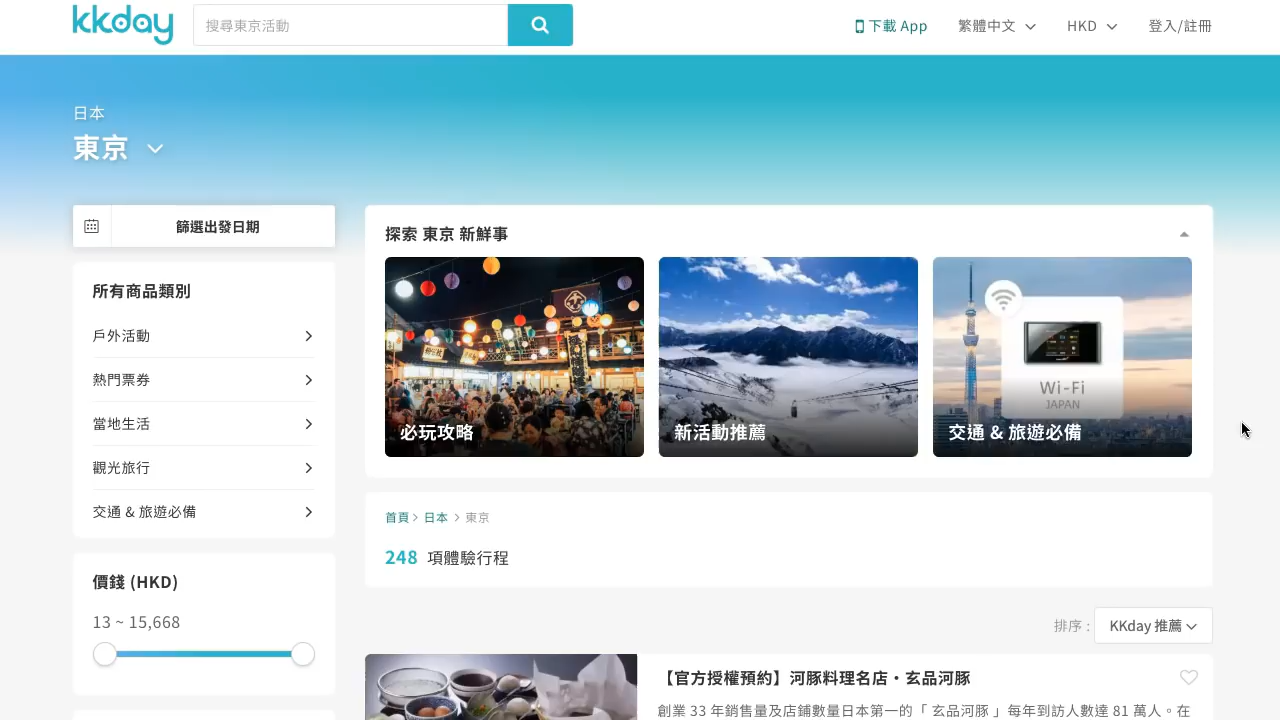 kkday
搜尋東京活動
下載 App
繁體中文
HKD
登入/註冊
日本
東京
篩選出發日期
所有商品類別
戶外活動
熱門票券
當地生活
觀光旅行
交通 & 旅遊必備
價錢 (HKD)
13 ~ 15,668
探索 東京 新鮮事
必玩攻略
新活動推薦
Wi-Fi
JAPAN
交通 & 旅遊必備
首頁 > 日本 > 東京
248 項體驗行程
排序 :
KKday 推薦
【官方授權預約】河豚料理名店・玄品河豚
創業 33 年銷售量及店鋪數量日本第一的「 玄品河豚 」每年到訪人數達 81 萬人。在